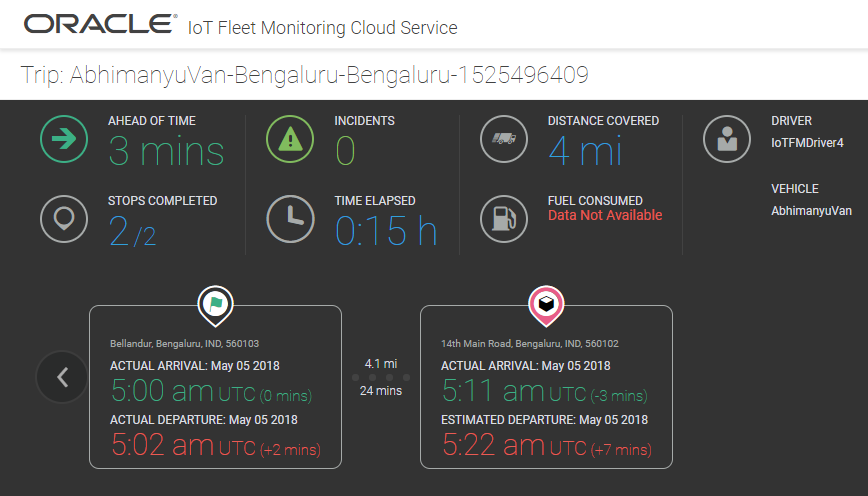 ORACLE® IoT Fleet Monitoring Cloud Service
Trip: AbhimanyuVan-Bengaluru-Bengaluru-1525496409
AHEAD OF TIME
3 mins
INCIDENTS
0
DISTANCE COVERED
4 mi
DRIVER
IoTFMDriver4
STOPS COMPLETED
2/2
TIME ELAPSED
0:15 h
FUEL CONSUMED
Data Not Available
VEHICLE
AbhimanyuVan
Bellandur, Bengaluru, IND, 560103
ACTUAL ARRIVAL: May 05 2018
5:00 am UTC (0 mins)
ACTUAL DEPARTURE: May 05 2018
5:02 am UTC (+2 mins)
4.1 mi
24 mins
14th Main Road, Bengaluru, IND, 560102
ACTUAL ARRIVAL: May 05 2018
5:11 am UTC (-3 mins)
ESTIMATED DEPARTURE: May 05 2018
5:22 am UTC (+7 mins)